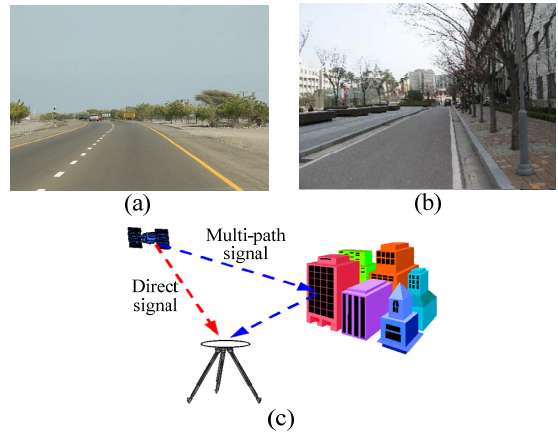 (a)
(b)
Multi-path
signal
Direct
signal
(c)